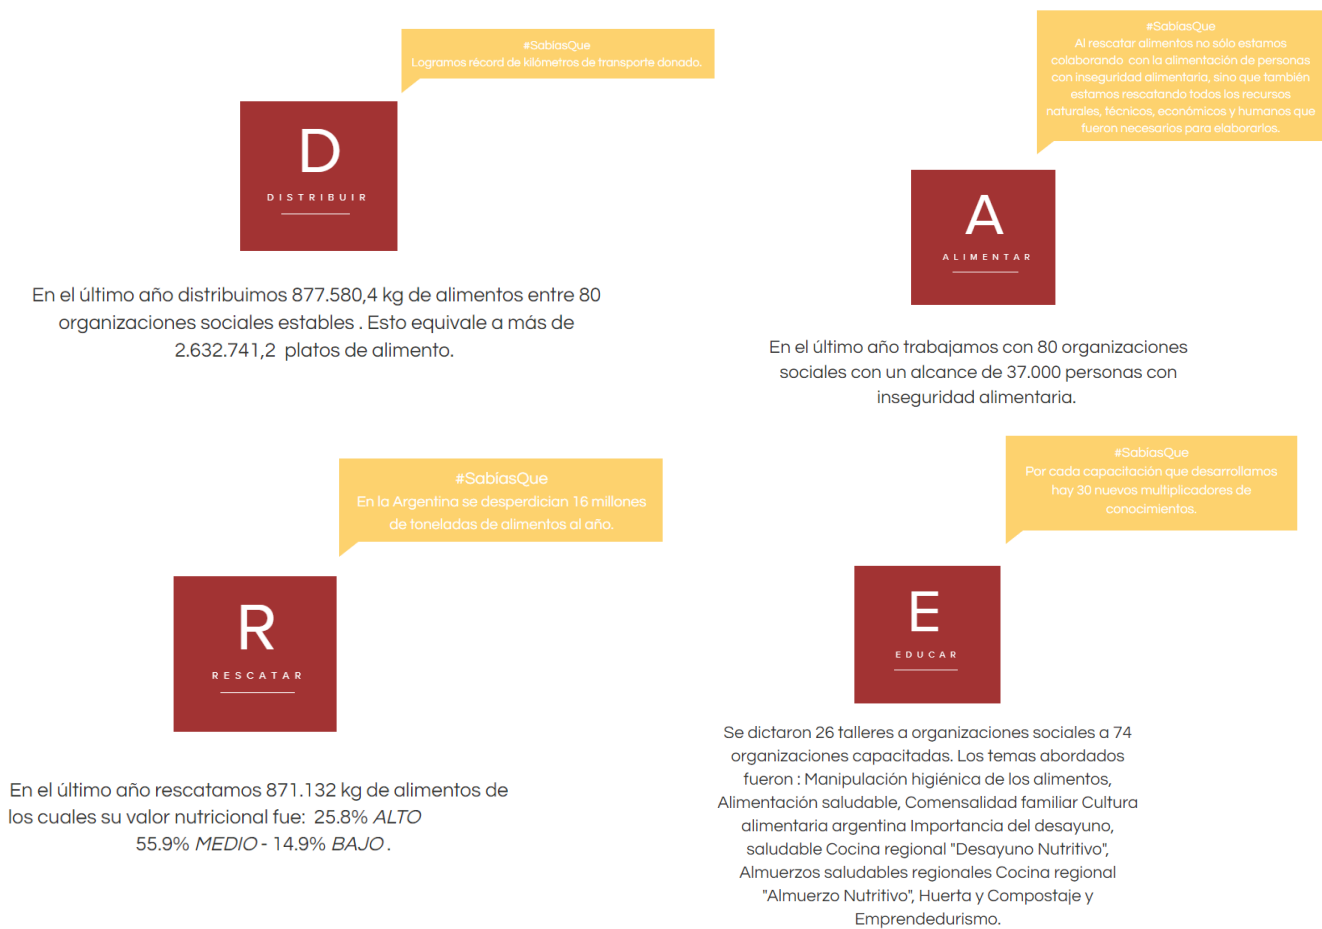 #SabíasQue
Logramos récord de kilómetros de transporte donado.
D
DISTRIBUIR
En el último año distribuimos 877.580,4 kg de alimentos entre 80
organizaciones sociales estables . Esto equivale a más de
2.632.741,2 platos de alimento.
#SabíasQue
Al rescatar alimentos no sólo estamos
colaborando con la alimentación de personas
con inseguridad alimentaria, sino que también
estamos rescatando todos los recursos
naturales, técnicos, económicos y humanos que
fueron necesarios para elaborarlos.
A
ALIMENTAR
En el último año trabajamos con 80 organizaciones
sociales con un alcance de 37.000 personas con
inseguridad alimentaria.
#SabíasQue
En la Argentina se desperdician 16 millones
de toneladas de alimentos al año.
R
RESCATAR
En el último año rescatamos 871.132 kg de alimentos de
los cuales su valor nutricional fue: 25.8% ALTO
55.9% MEDIO - 14.9% BAJO .
#SabíasQue
Por cada capacitación que desarrollamos
hay 30 nuevos multiplicadores de
conocimientos.
E
EDUCAR
Se dictaron 26 talleres a organizaciones sociales a 74
organizaciones capacitadas. Los temas abordados
fueron : Manipulación higiénica de los alimentos,
Alimentación saludable, Comensalidad familiar Cultura
alimentaria argentina Importancia del desayuno,
saludable Cocina regional "Desayuno Nutritivo",
Almuerzos saludables regionales Cocina regional
"Almuerzo Nutritivo", Huerta y Compostaje y
Emprendedurismo.